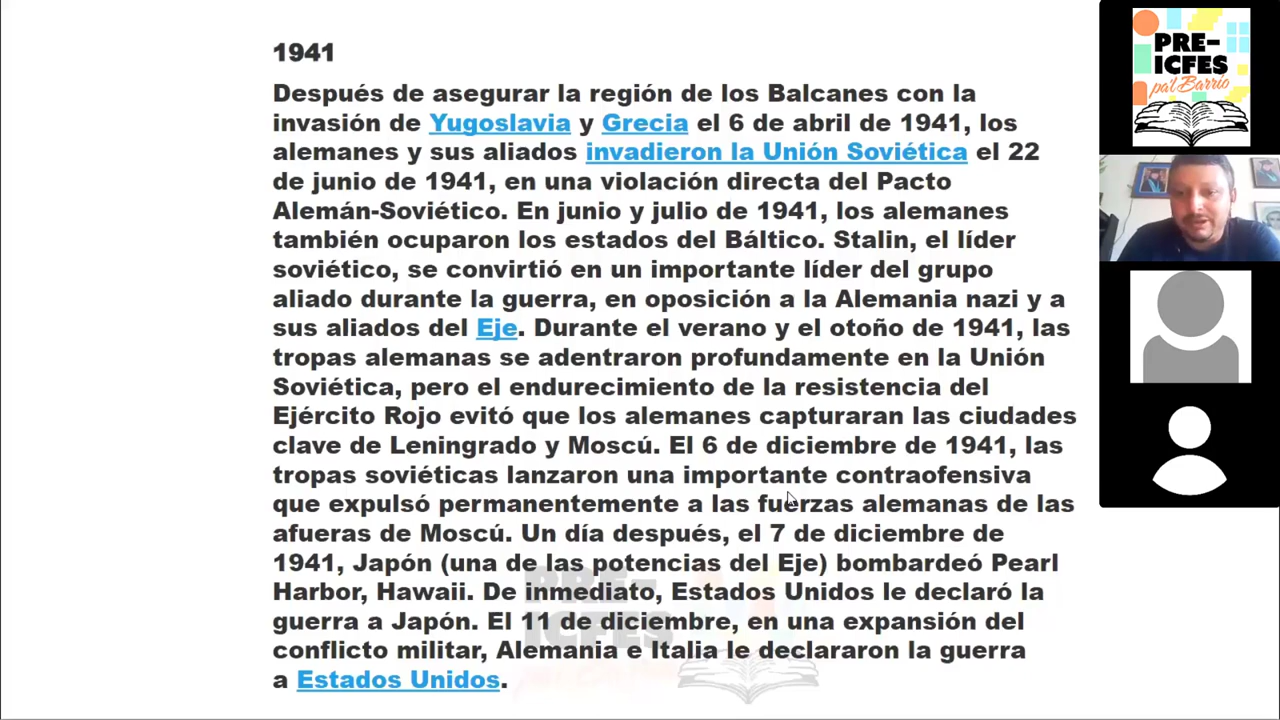 1941
Después de asegurar la región de los Balcanes con la
invasión de Yugoslavia y Grecia el 6 de abril de 1941, los
alemanes y sus aliados invadieron la Unión Soviética el 22
de junio de 1941, en una violación directa del Pacto
Alemán-Soviético. En junio y julio de 1941, los alemanes
también ocuparon los estados del Báltico. Stalin, el líder
soviético, se convirtió en un importante líder del grupo
aliado durante la guerra, en oposición a la Alemania nazi y a
sus aliados del Eje. Durante el verano y el otoño de 1941, las
tropas alemanas se adentraron profundamente en la Unión
Soviética, pero el endurecimiento de la resistencia del
Ejército Rojo evitó que los alemanes capturaran las ciudades
clave de Leningrado y Moscú. El 6 de diciembre de 1941, las
tropas soviéticas lanzaron una importante contraofensiva
que expulsó permanentemente a las fuerzas alemanas de las
afueras de Moscú. Un día después, el 7 de diciembre de
1941, Japón (una de las potencias del Eje) bombardeó Pearl
Harbor, Hawaii. De inmediato, Estados Unidos le declaró la
guerra a Japón. El 11 de diciembre, en una expansión del
conflicto militar, Alemania e Italia le declararon la guerra
a Estados Unidos.
PRE-
ICFES
PRE-
ICFES
pa'l Barrio